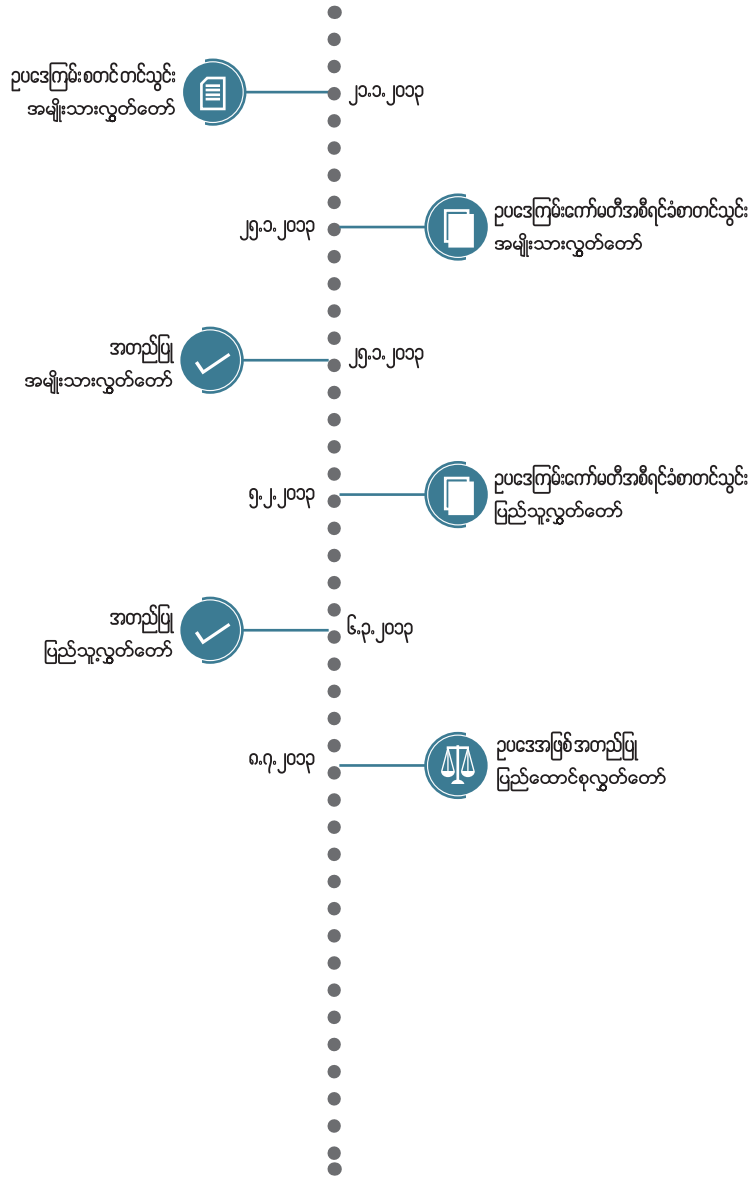 ဥပဒေကြမ်းစတင်တင်သွင်း
အမျိုးသားလွှတ်တော်
၂၁.၁.၂၀၁၃
၂၅.၁.၂၀၁၃
ဥပဒေကြမ်းကော်မတီအစီရင်ခံစာတင်သွင်း
အမျိုးသားလွှတ်တော်
အတည်ပြု
အမျိုးသားလွှတ်တော်
၂၅.၁.၂၀၁၃
၅.၂.၂၀၁၃
ဥပဒေကြမ်းကော်မတီအစီရင်ခံစာတင်သွင်း
ပြည်သူ့လွှတ်တော်
အတည်ပြု
ပြည်သူ့လွှတ်တော်
၆.၃.၂၀၁၃
၈.၇.၂၀၁၃
ဥပဒေအဖြစ်အတည်ပြု
ပြည်ထောင်စုလွှတ်တော်